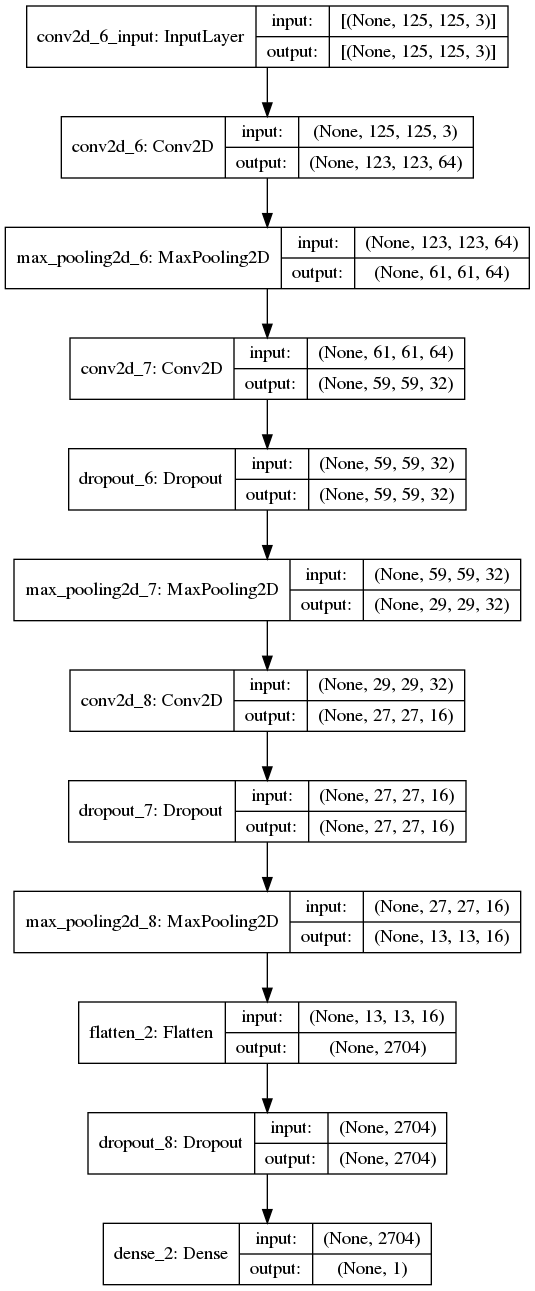 conv2d_6_input: InputLayer
input: [(None, 125, 125, 3)]
output: [(None, 125, 125, 3)]
conv2d_6: Conv2D
input: (None, 125, 125, 3)
output: (None, 123, 123, 64)
max_pooling2d_6: MaxPooling2D
input: (None, 123, 123, 64)
output: (None, 61, 61, 64)
conv2d_7: Conv2D
input: (None, 61, 61, 64)
output: (None, 59, 59, 32)
dropout_6: Dropout
input: (None, 59, 59, 32)
output: (None, 59, 59, 32)
max_pooling2d_7: MaxPooling2D
input: (None, 59, 59, 32)
output: (None, 29, 29, 32)
conv2d_8: Conv2D
input: (None, 29, 29, 32)
output: (None, 27, 27, 16)
dropout_7: Dropout
input: (None, 27, 27, 16)
output: (None, 27, 27, 16)
max_pooling2d_8: MaxPooling2D
input: (None, 27, 27, 16)
output: (None, 13, 13, 16)
flatten_2: Flatten
input: (None, 13, 13, 16)
output: (None, 2704)
dropout_8: Dropout
input: (None, 2704)
output: (None, 2704)
dense_2: Dense
input: (None, 2704)
output: (None, 1)